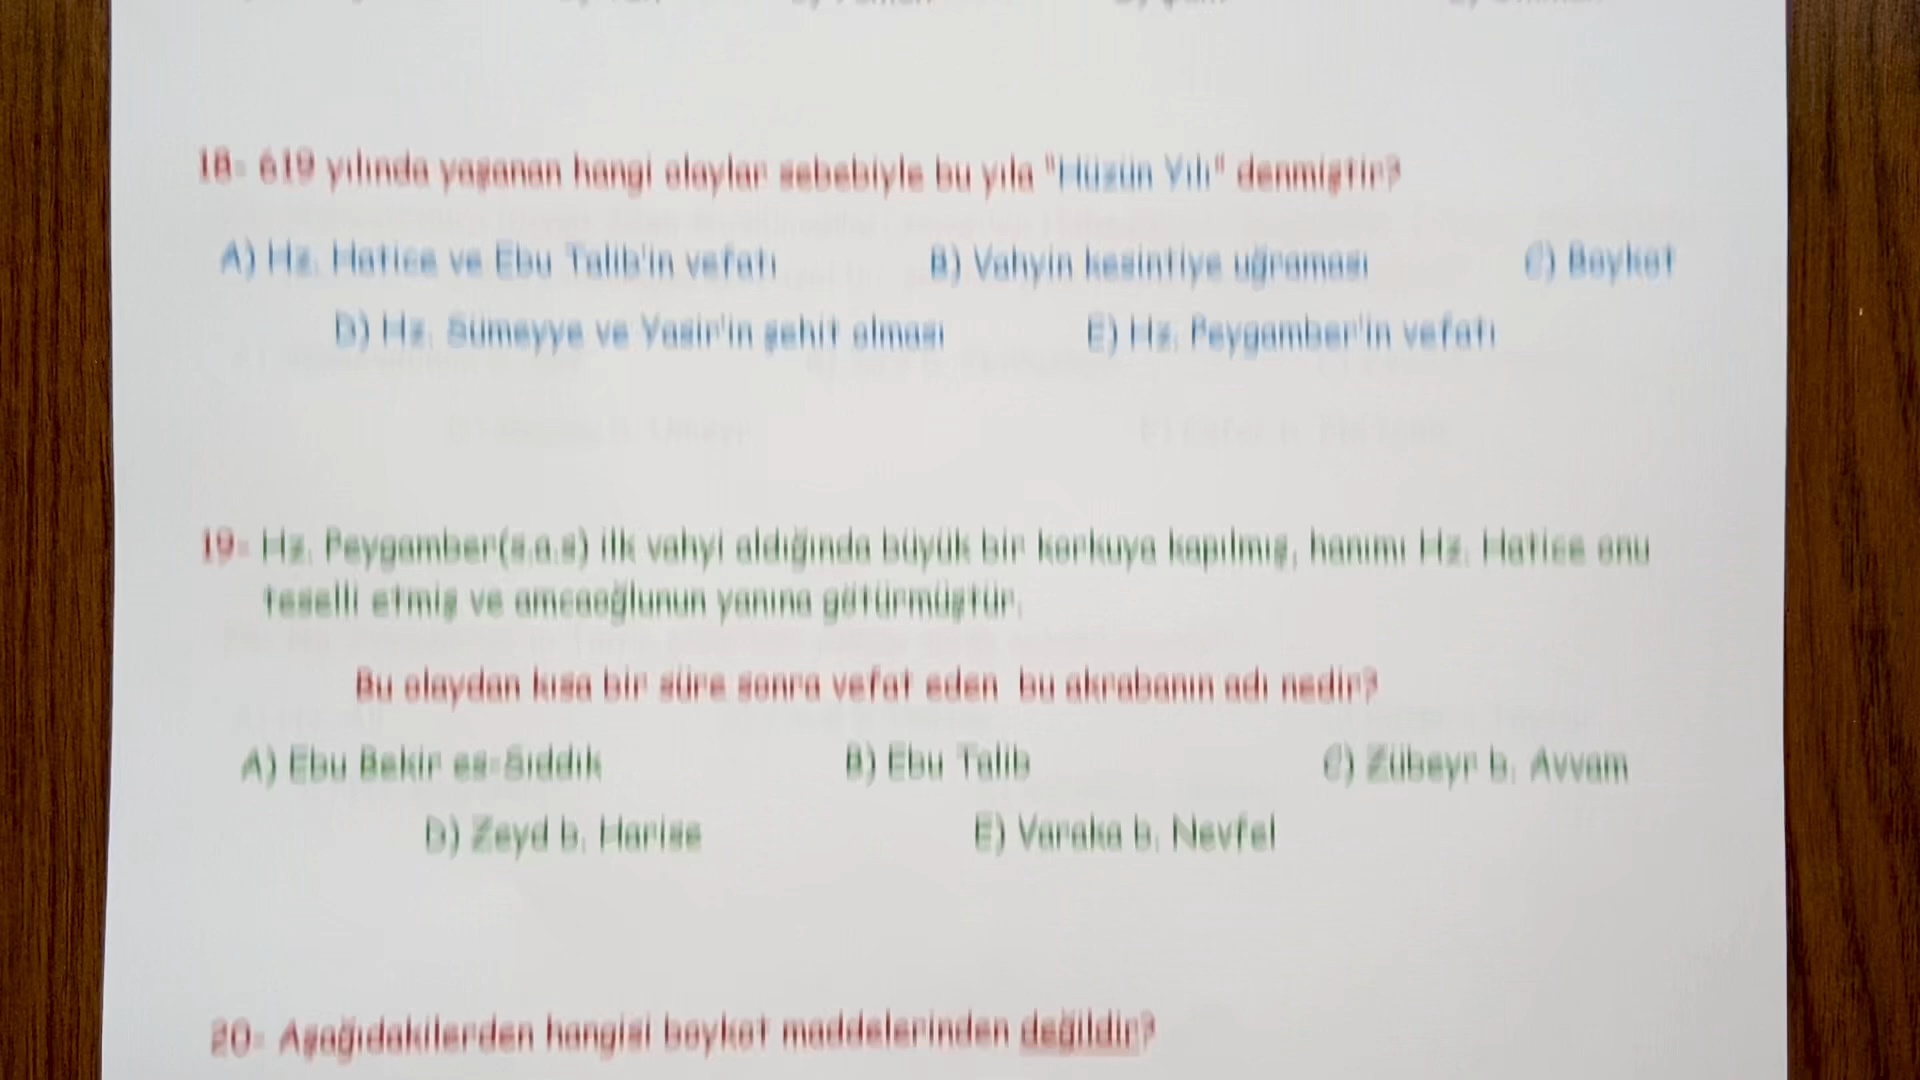 18- 619 yılında yaşanan hangi olaylar sebebiyle bu yıla "Hüzün Yılı" denmiştir?
A) Hz. Hatice ve Ebu Talib'in vefatı B) Vahyin kesintiye uğraması C) Boykot
D) Hz. Sümeyye ve Yasir'in şehit olması E) Hz. Peygamber'in vefatı
19- Hz. Peygamber(s.a.s) ilk vahyi aldığında büyük bir korkuya kapılmış, hanımı Hz. Hatice onu
teselli etmiş ve amcaoğlunun yanına götürmüştür.
Bu olaydan kısa bir süre sonra vefat eden bu akrabanın adı nedir?
A) Ebu Bekir es-Sıddık B) Ebu Talib C) Zübeyr b. Avvam
D) Zeyd b. Harise E) Varaka b. Nevfel
20- Aşağıdakilerden hangisi boykot maddelerinden değildir?